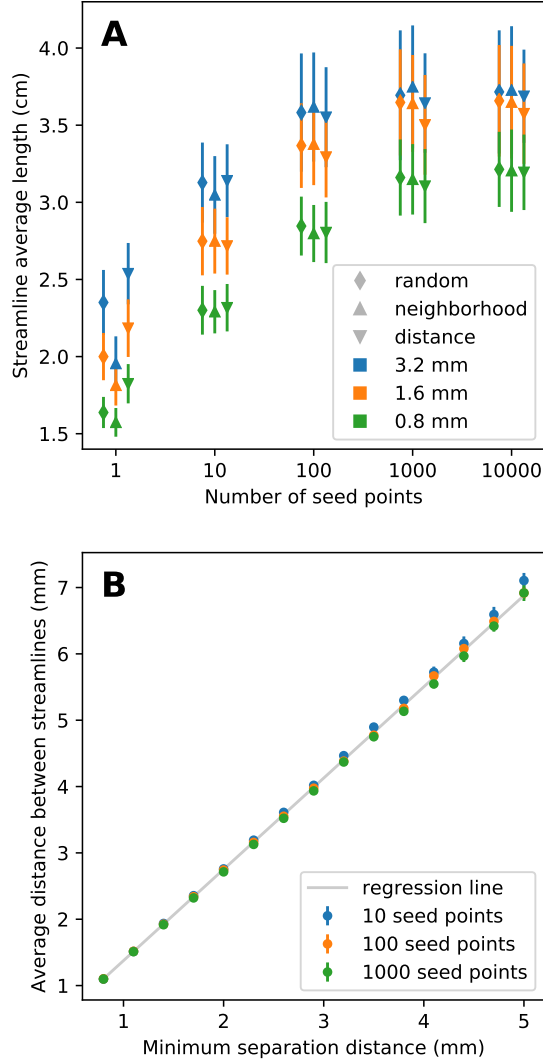 A
4.0
3.5
3.0
2.5
2.0
1.5
Streamline average length (cm)
random
neighborhood
distance
3.2 mm
1.6 mm
0.8 mm
1
10
100
1000
10000
Number of seed points
B
7
6
5
4
3
2
1
Average distance between streamlines (mm)
regression line
10 seed points
100 seed points
1000 seed points
1
2
3
4
5
Minimum separation distance (mm)